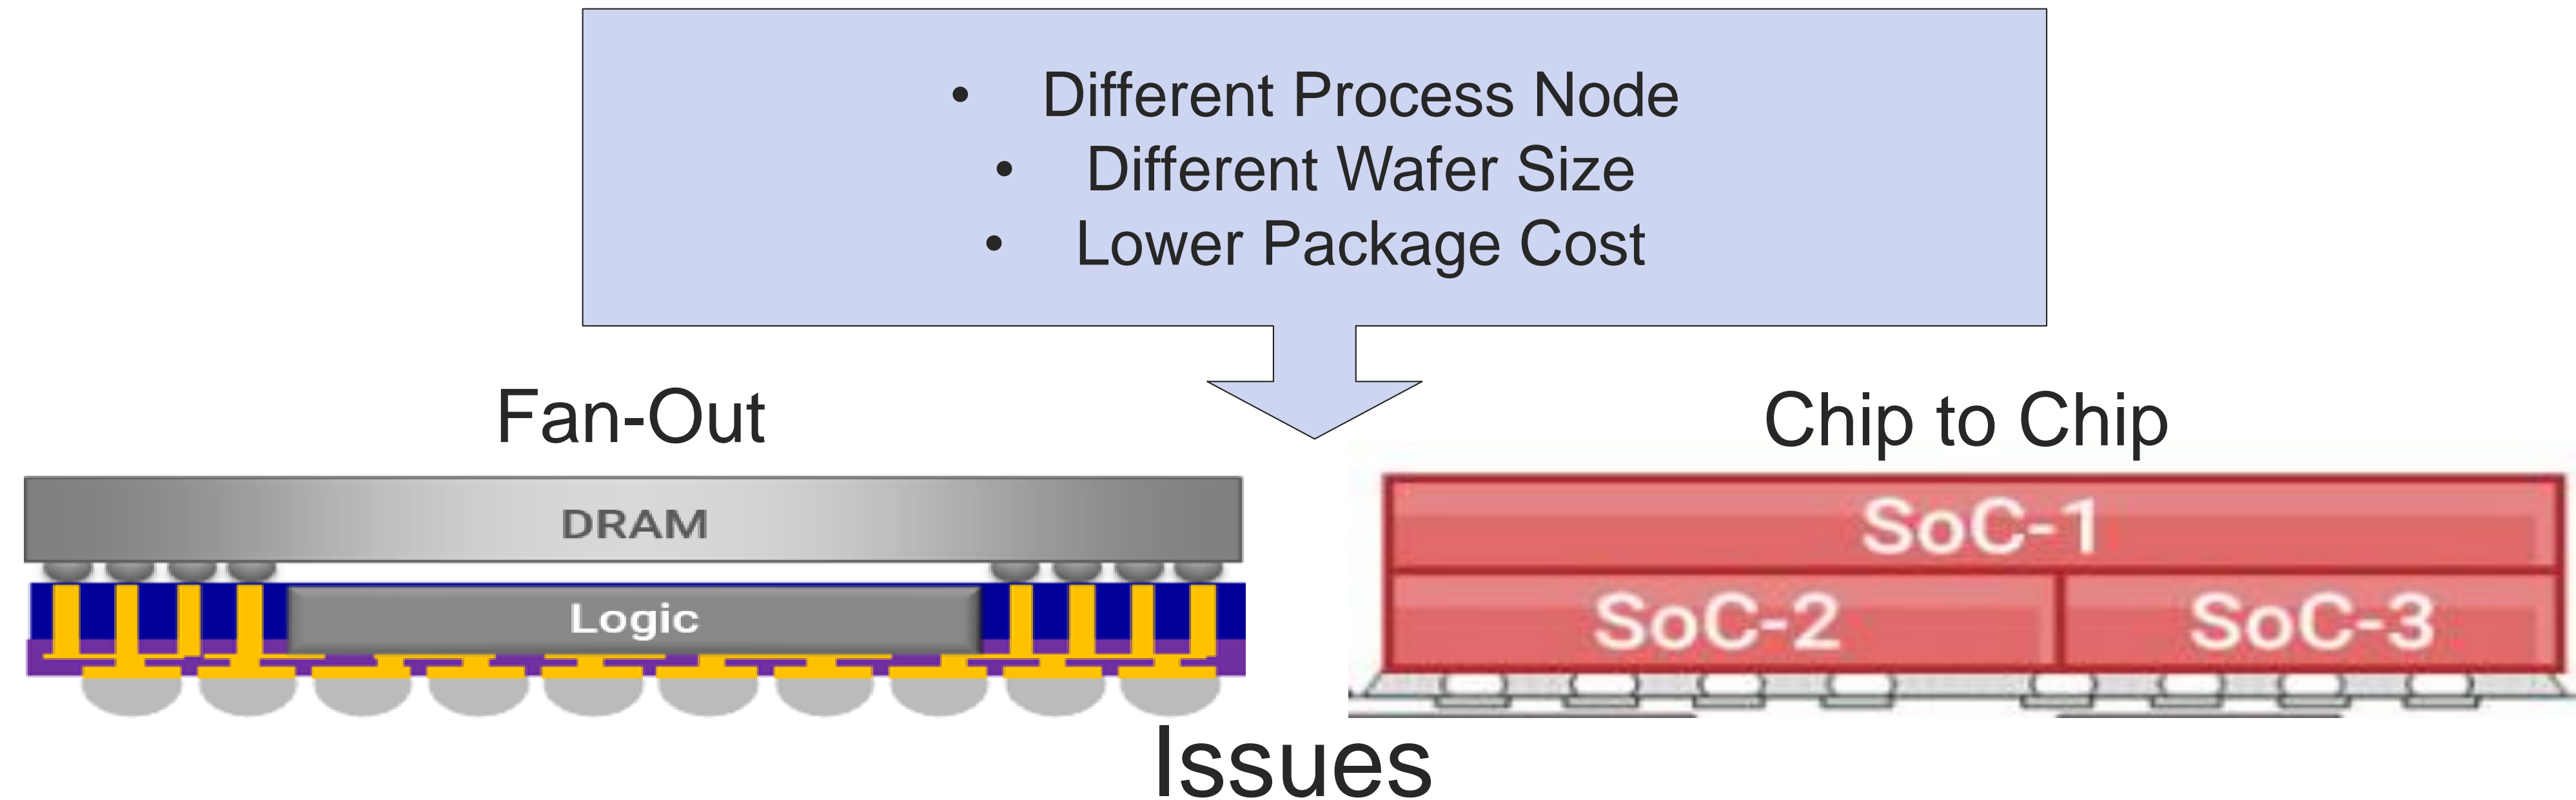 • Different Process Node
• Different Wafer Size
• Lower Package Cost
Fan-Out
Chip to Chip
DRAM
Logic
SoC-1
SoC-2
SoC-3
Issues